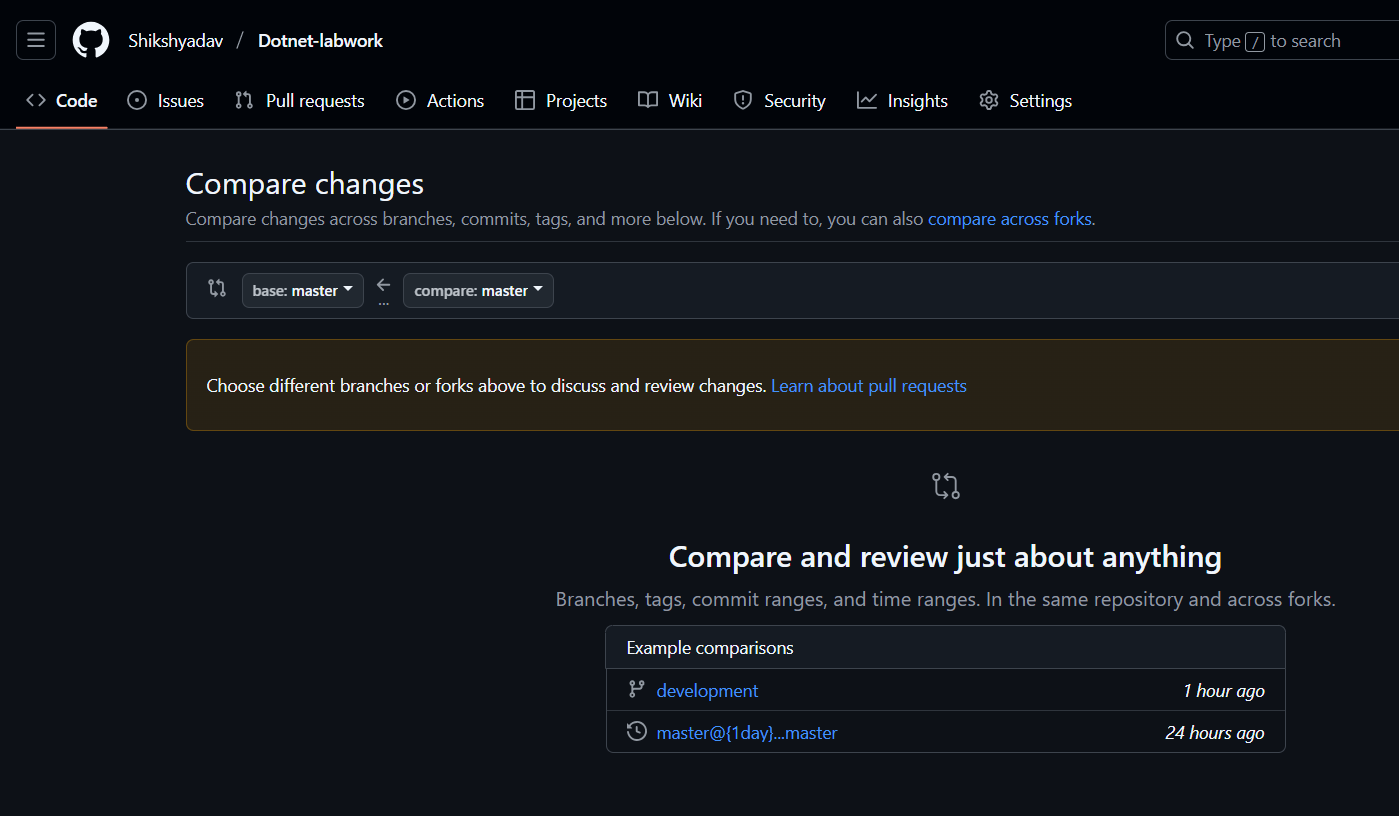 Shikshyadav / Dotnet-labwork
Type / to search
Code Issues Pull requests Actions Projects Wiki Security Insights Settings
Compare changes
Compare changes across branches, commits, tags, and more below. If you need to, you can also compare across forks.
base: master ... compare: master
Choose different branches or forks above to discuss and review changes. Learn about pull requests
Compare and review just about anything
Branches, tags, commit ranges, and time ranges. In the same repository and across forks.
Example comparisons
development 1 hour ago
master@{1day}...master 24 hours ago